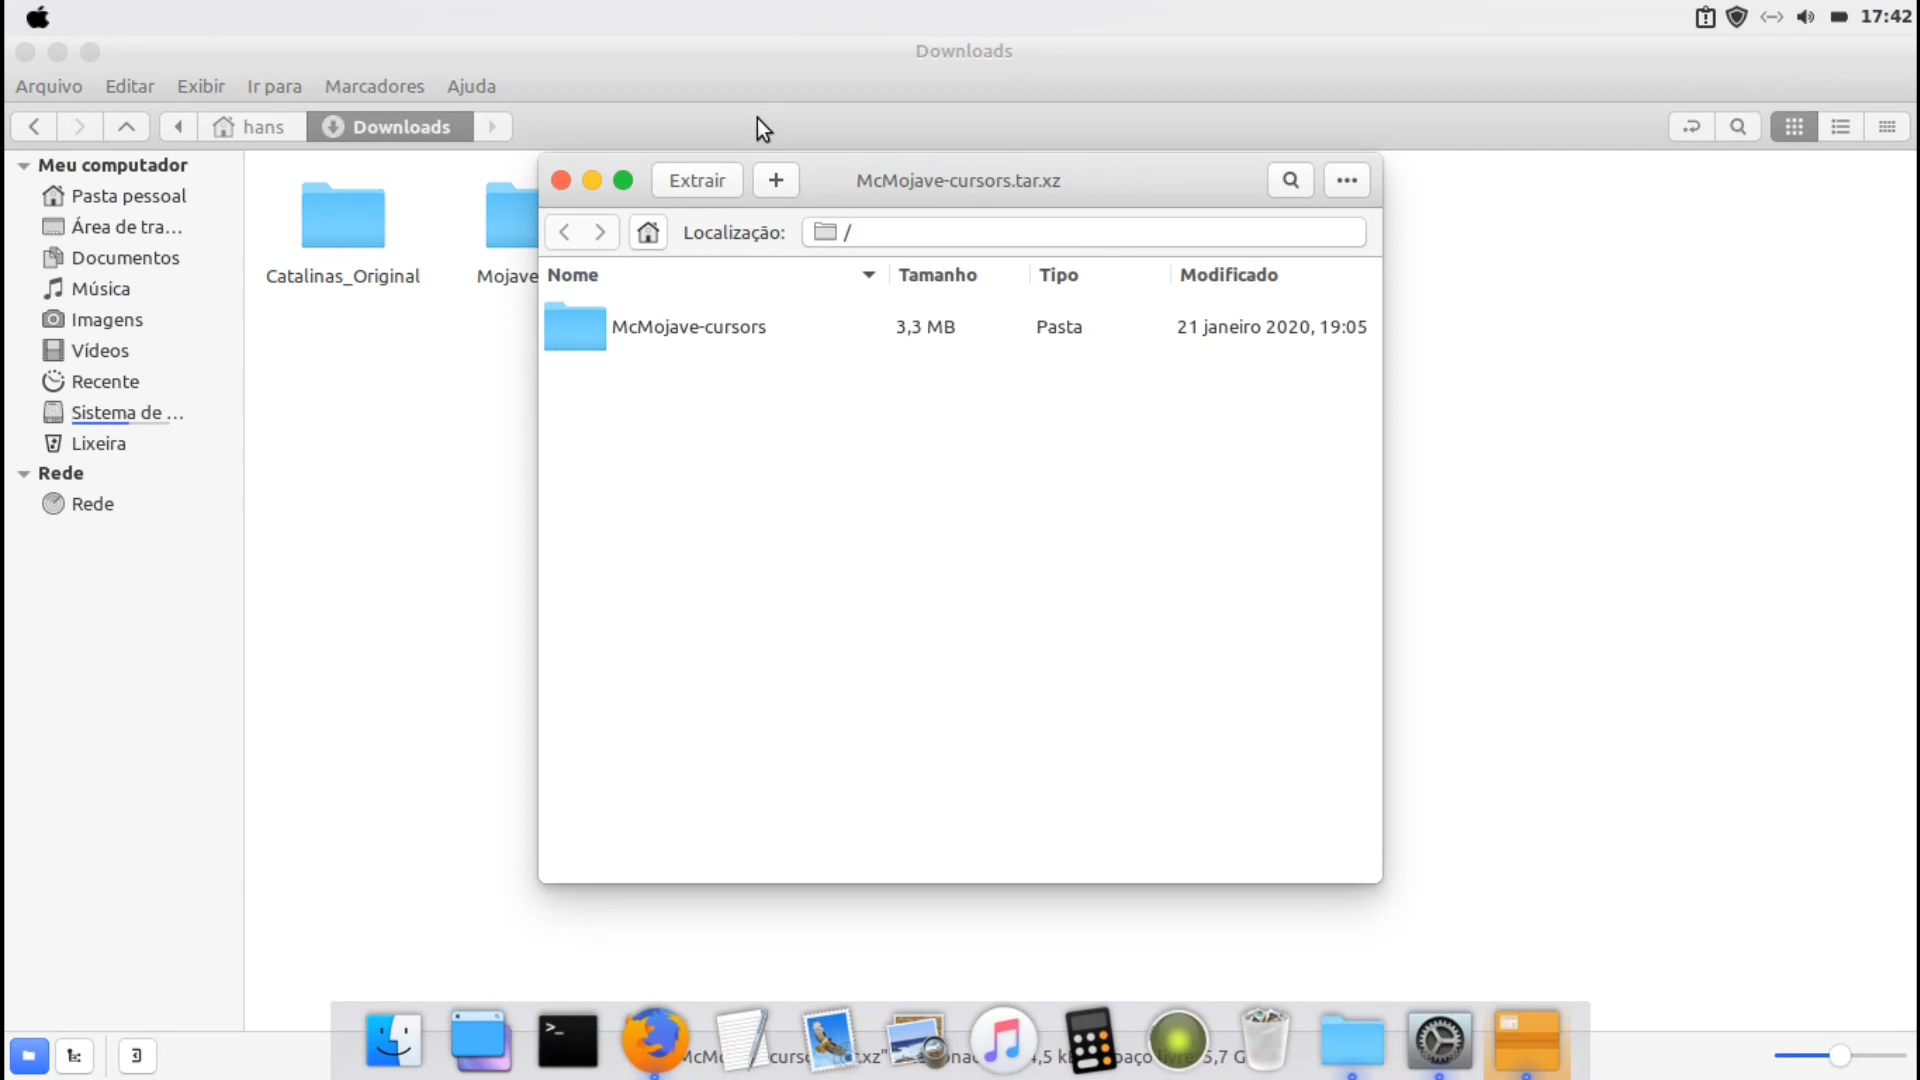 17:42
Downloads
Arquivo Editar Exibir Ir para Marcadores Ajuda
hans Downloads
Meu computador
Pasta pessoal
Área de tra...
Documentos
Música
Imagens
Vídeos
Recente
Sistema de ...
Lixeira
Rede
Rede
Catalinas_Original
Mojave
Extrair + McMojave-cursors.tar.xz
Localização: /
Nome Tamanho Tipo Modificado
McMojave-cursors 3,3 MB Pasta 21 janeiro 2020, 19:05